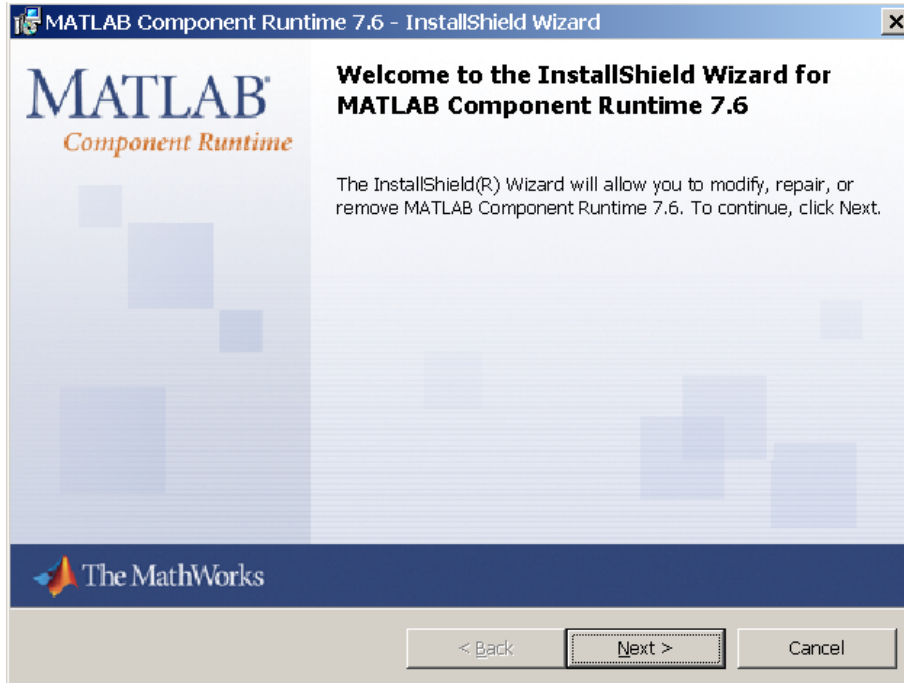 MATLAB Component Runtime 7.6 - InstallShield Wizard
MATLAB®
Component Runtime
Welcome to the InstallShield Wizard for
MATLAB Component Runtime 7.6
The InstallShield(R) Wizard will allow you to modify, repair, or
remove MATLAB Component Runtime 7.6. To continue, click Next.
The MathWorks
< Back
Next >
Cancel